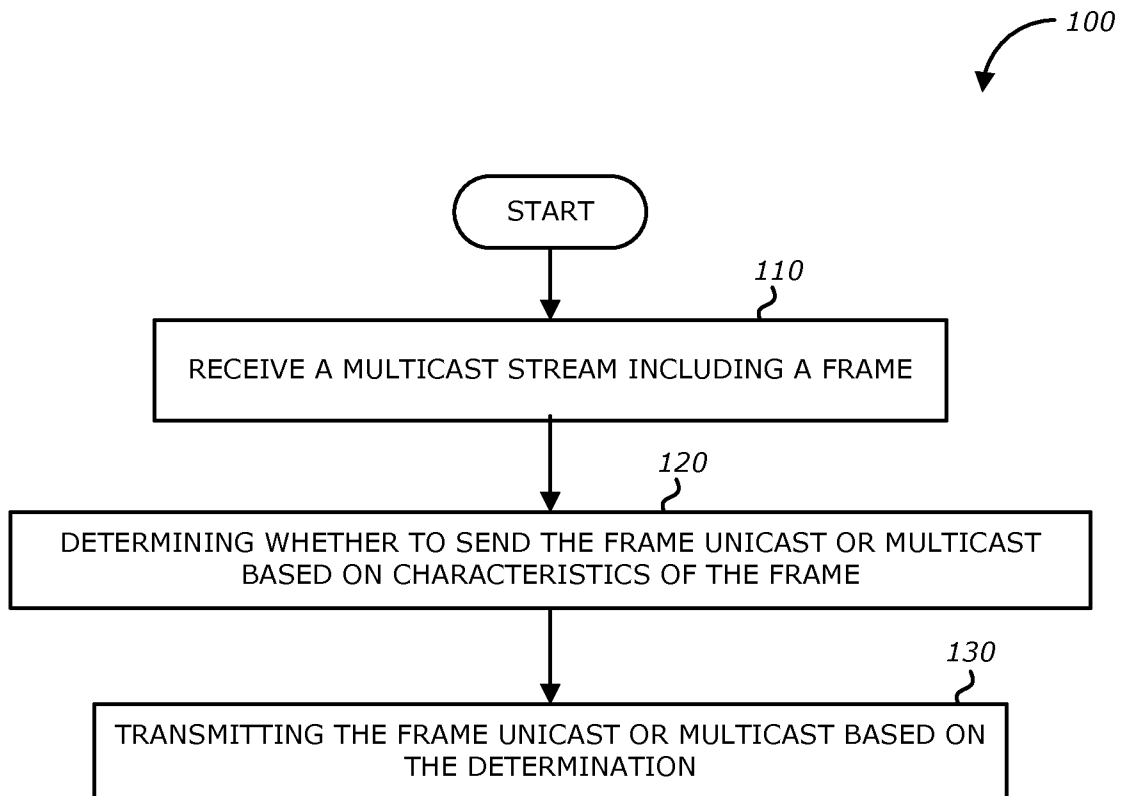 100
START
110
RECEIVE A MULTICAST STREAM INCLUDING A FRAME
120
DETERMINING WHETHER TO SEND THE FRAME UNICAST OR MULTICAST
BASED ON CHARACTERISTICS OF THE FRAME
130
TRANSMITTING THE FRAME UNICAST OR MULTICAST BASED ON
THE DETERMINATION